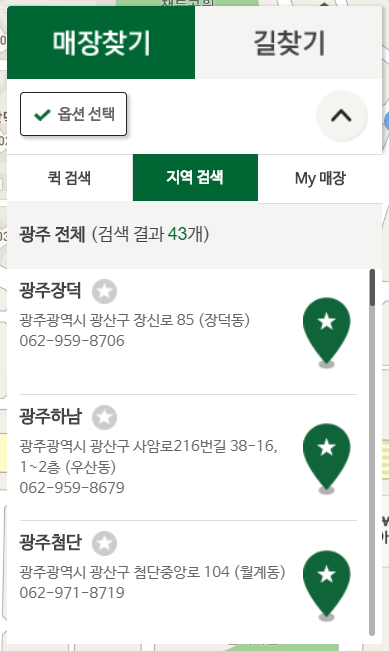 매장찾기
길찾기
옵션 선택
퀵 검색
지역 검색
My 매장
광주 전체 (검색 결과 43개)
광주장덕
광주광역시 광산구 장신로 85 (장덕동)
062-959-8706
광주하남
광주광역시 광산구 사암로216번길 38-16,
1~2층 (우산동)
062-959-8679
광주첨단
광주광역시 광산구 첨단중앙로 104 (월계동)
062-971-8719